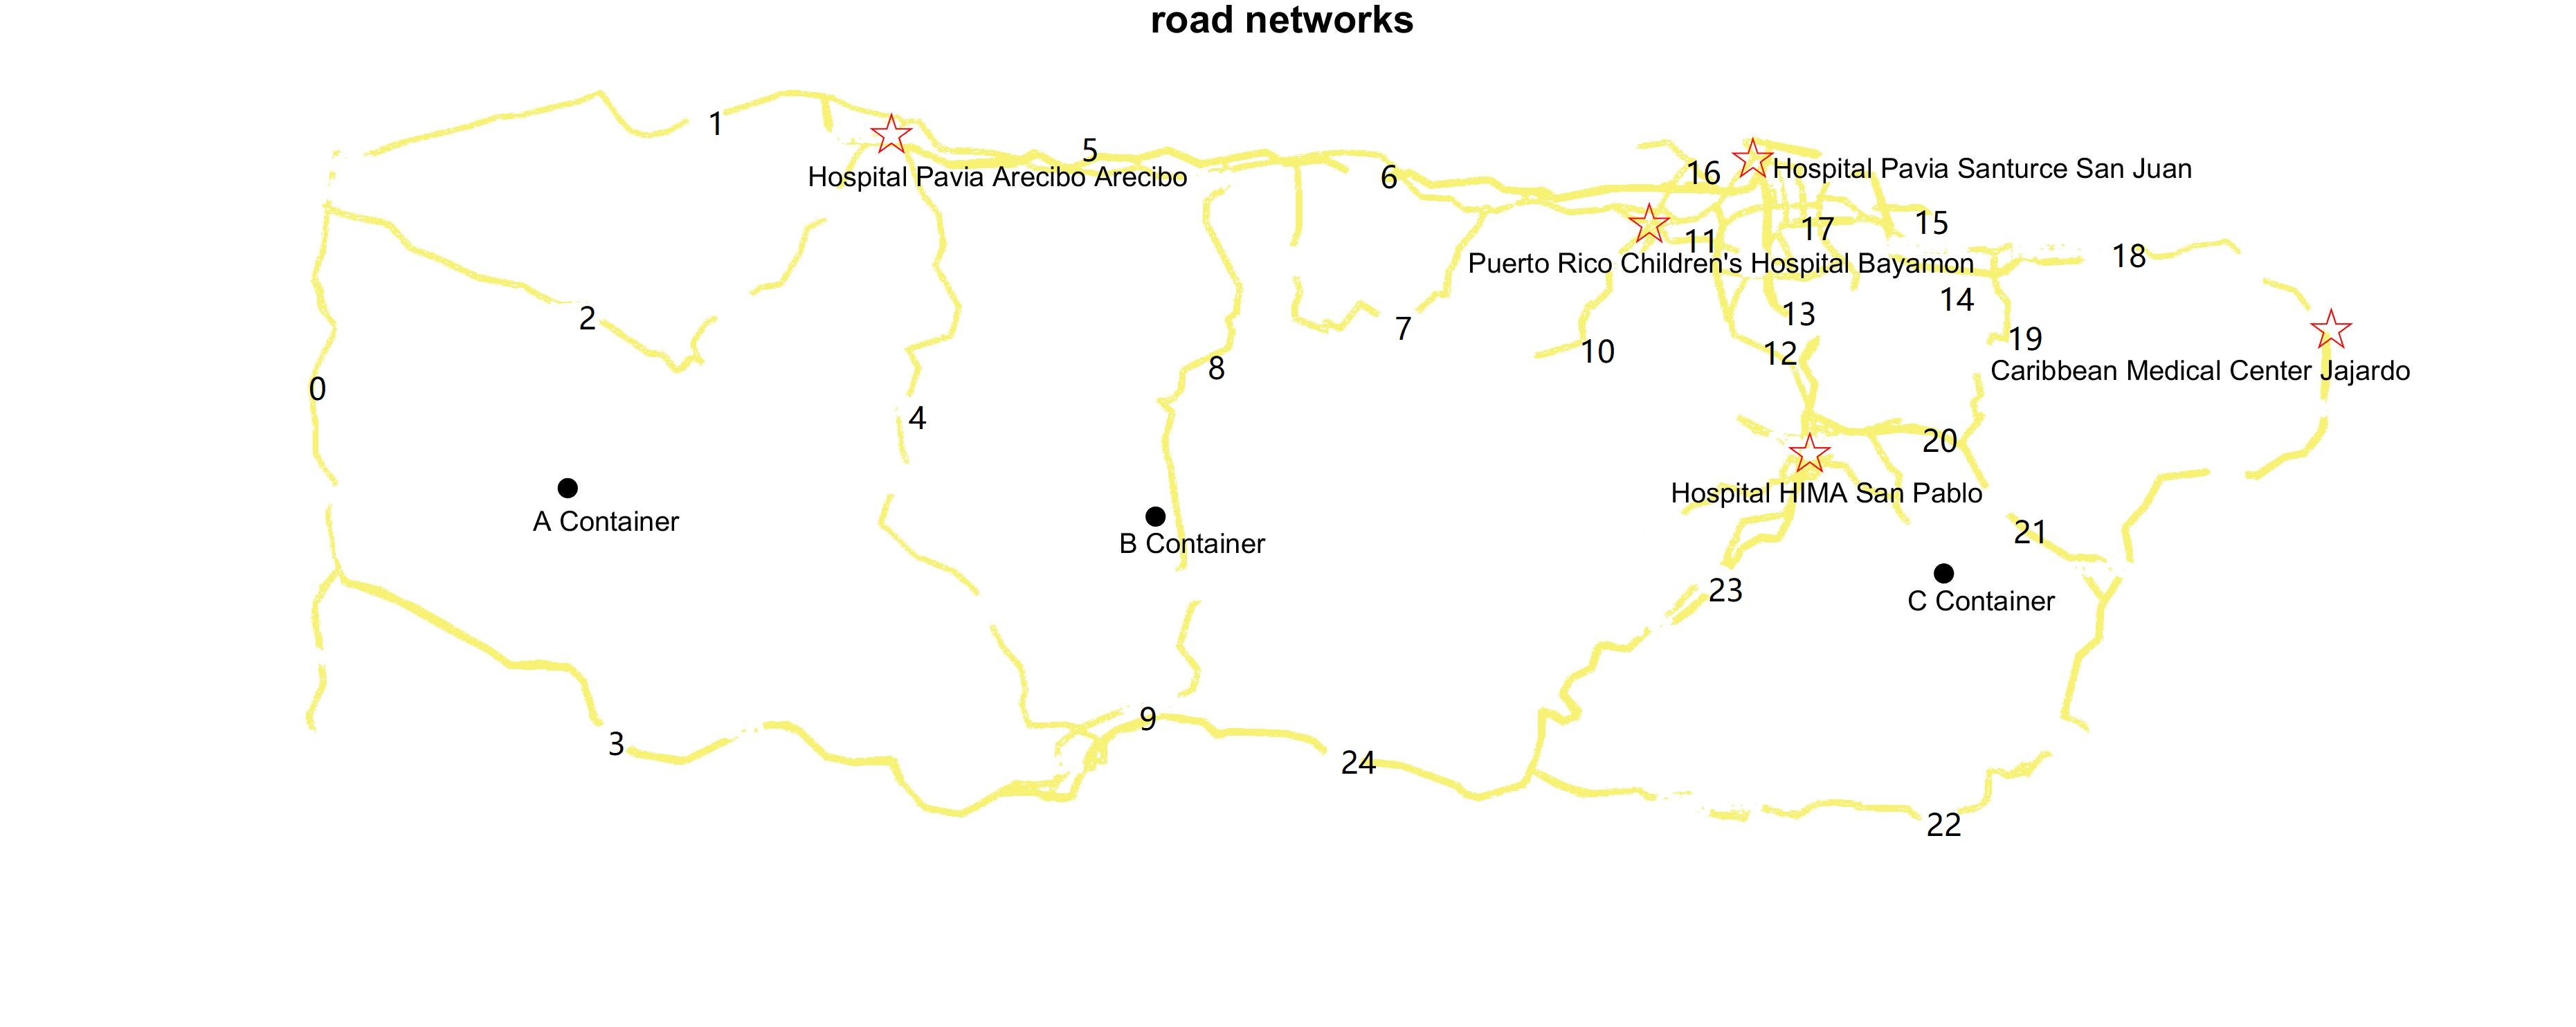 road networks
1
5
6
16
Hospital Pavia Santurce San Juan
Hospital Pavia Arecibo Arecibo
15
17
11
18
Puerto Rico Children's Hospital Bayamon
14
2
13
7
19
10
12
8
Caribbean Medical Center Jajardo
0
4
20
Hospital HIMA San Pablo
A Container
21
B Container
23
C Container
9
3
24
22